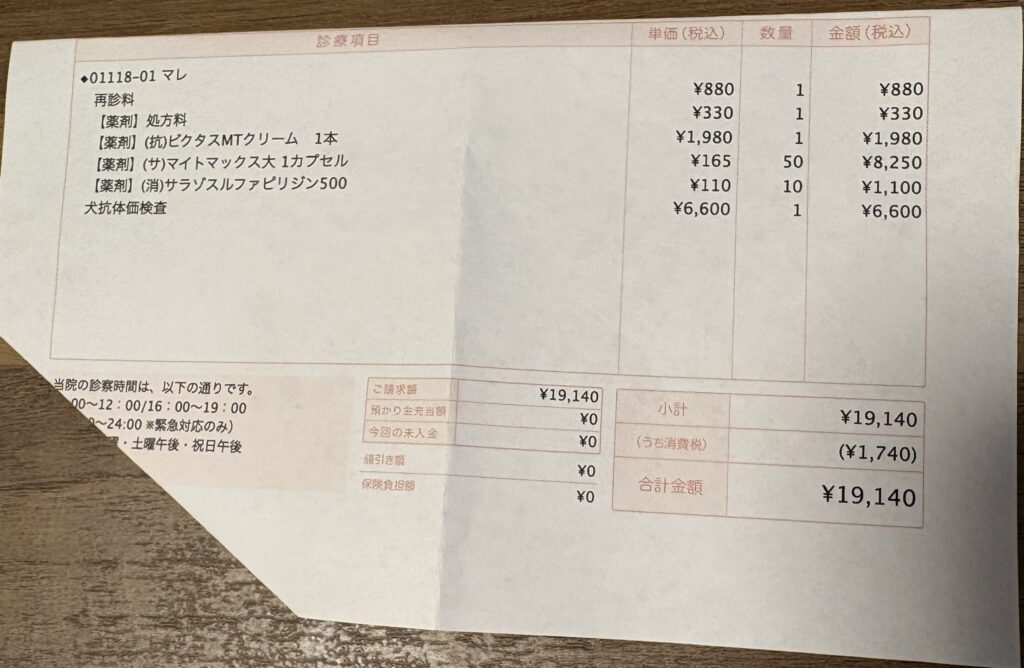 診療項目 単価(税込) 数量 金額(税込)
◆01118-01 マレ
再診料 ¥880 1 ¥880
【薬剤】処方料 ¥330 1 ¥330
【薬剤】(抗)ビクタスMTクリーム 1本 ¥1,980 1 ¥1,980
【薬剤】(サ)マイトマックス大 1カプセル ¥165 50 ¥8,250
【薬剤】(消)サラゾスルファピリジン500 ¥110 10 ¥1,100
犬抗体価検査 ¥6,600 1 ¥6,600
当院の診察時間は、以下の通りです。
00〜12：00/16：00〜19：00
〜24:00 ※緊急対応のみ)
・土曜午後・祝日午後
ご請求額 ¥19,140
預かり金充当額 ¥0
今回の未入金 ¥0
値引き額 ¥0
保険負担額 ¥0
小計 ¥19,140
(うち消費税) (¥1,740)
合計金額 ¥19,140